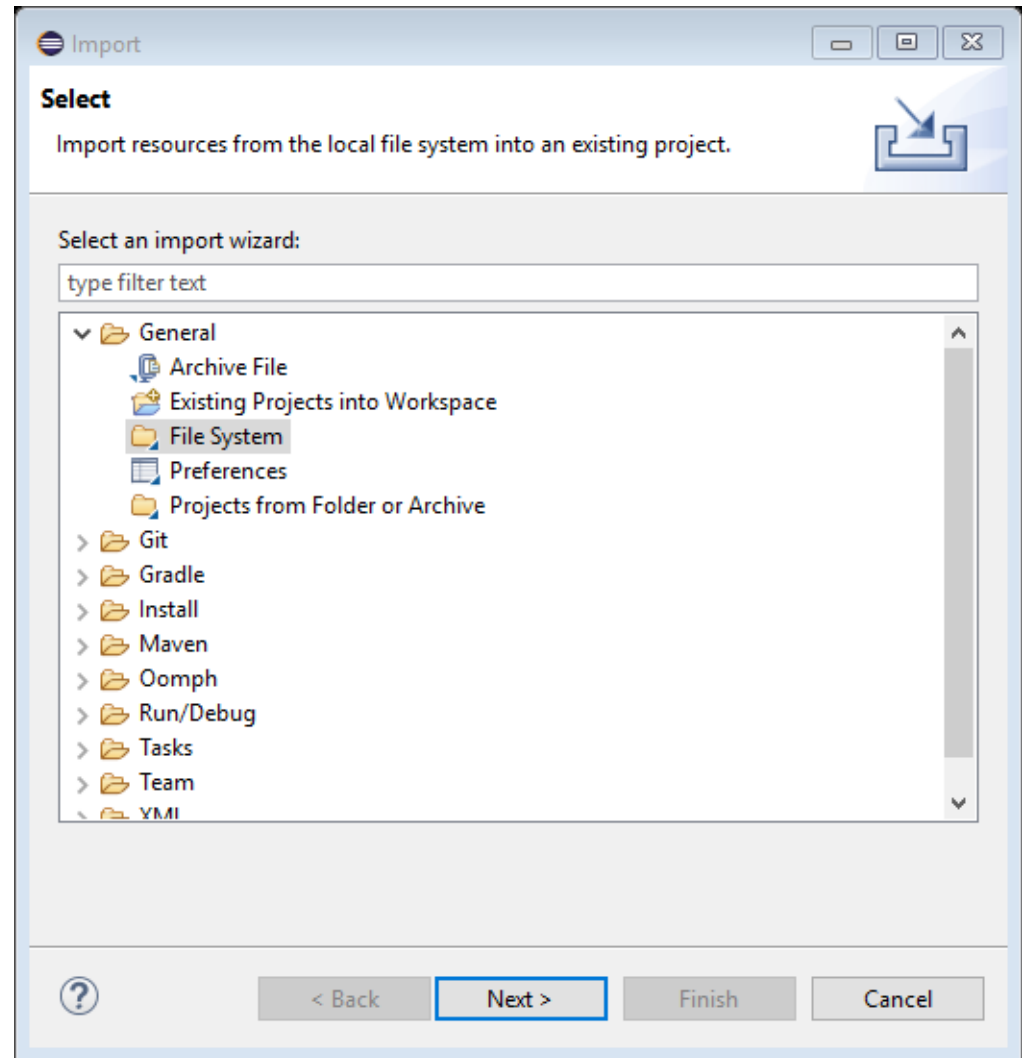 Import
Select
Import resources from the local file system into an existing project.
Select an import wizard:
type filter text
General
Archive File
Existing Projects into Workspace
File System
Preferences
Projects from Folder or Archive
Git
Gradle
Install
Maven
Oomph
Run/Debug
Tasks
Team
XML
?
< Back
Next >
Finish
Cancel